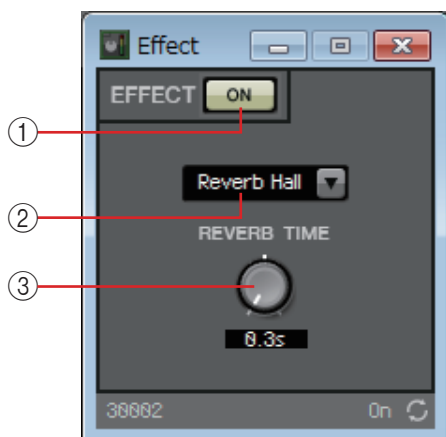 Effect
EFFECT ON
①
Reverb Hall
②
REVERB TIME
③
0.3s
30002 On